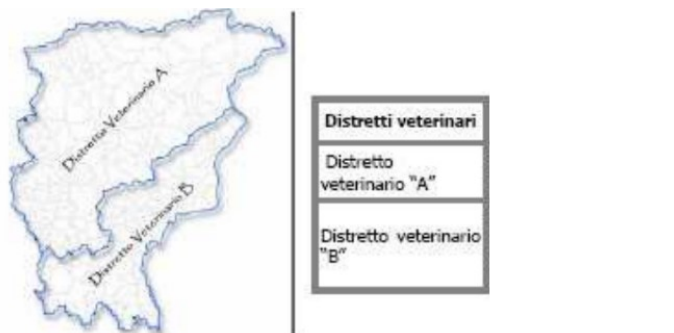 Distretto Veterinario A
Distretto Veterinario B
Distretti veterinari
Distretto
veterinario "A"
Distretto veterinario
"B"